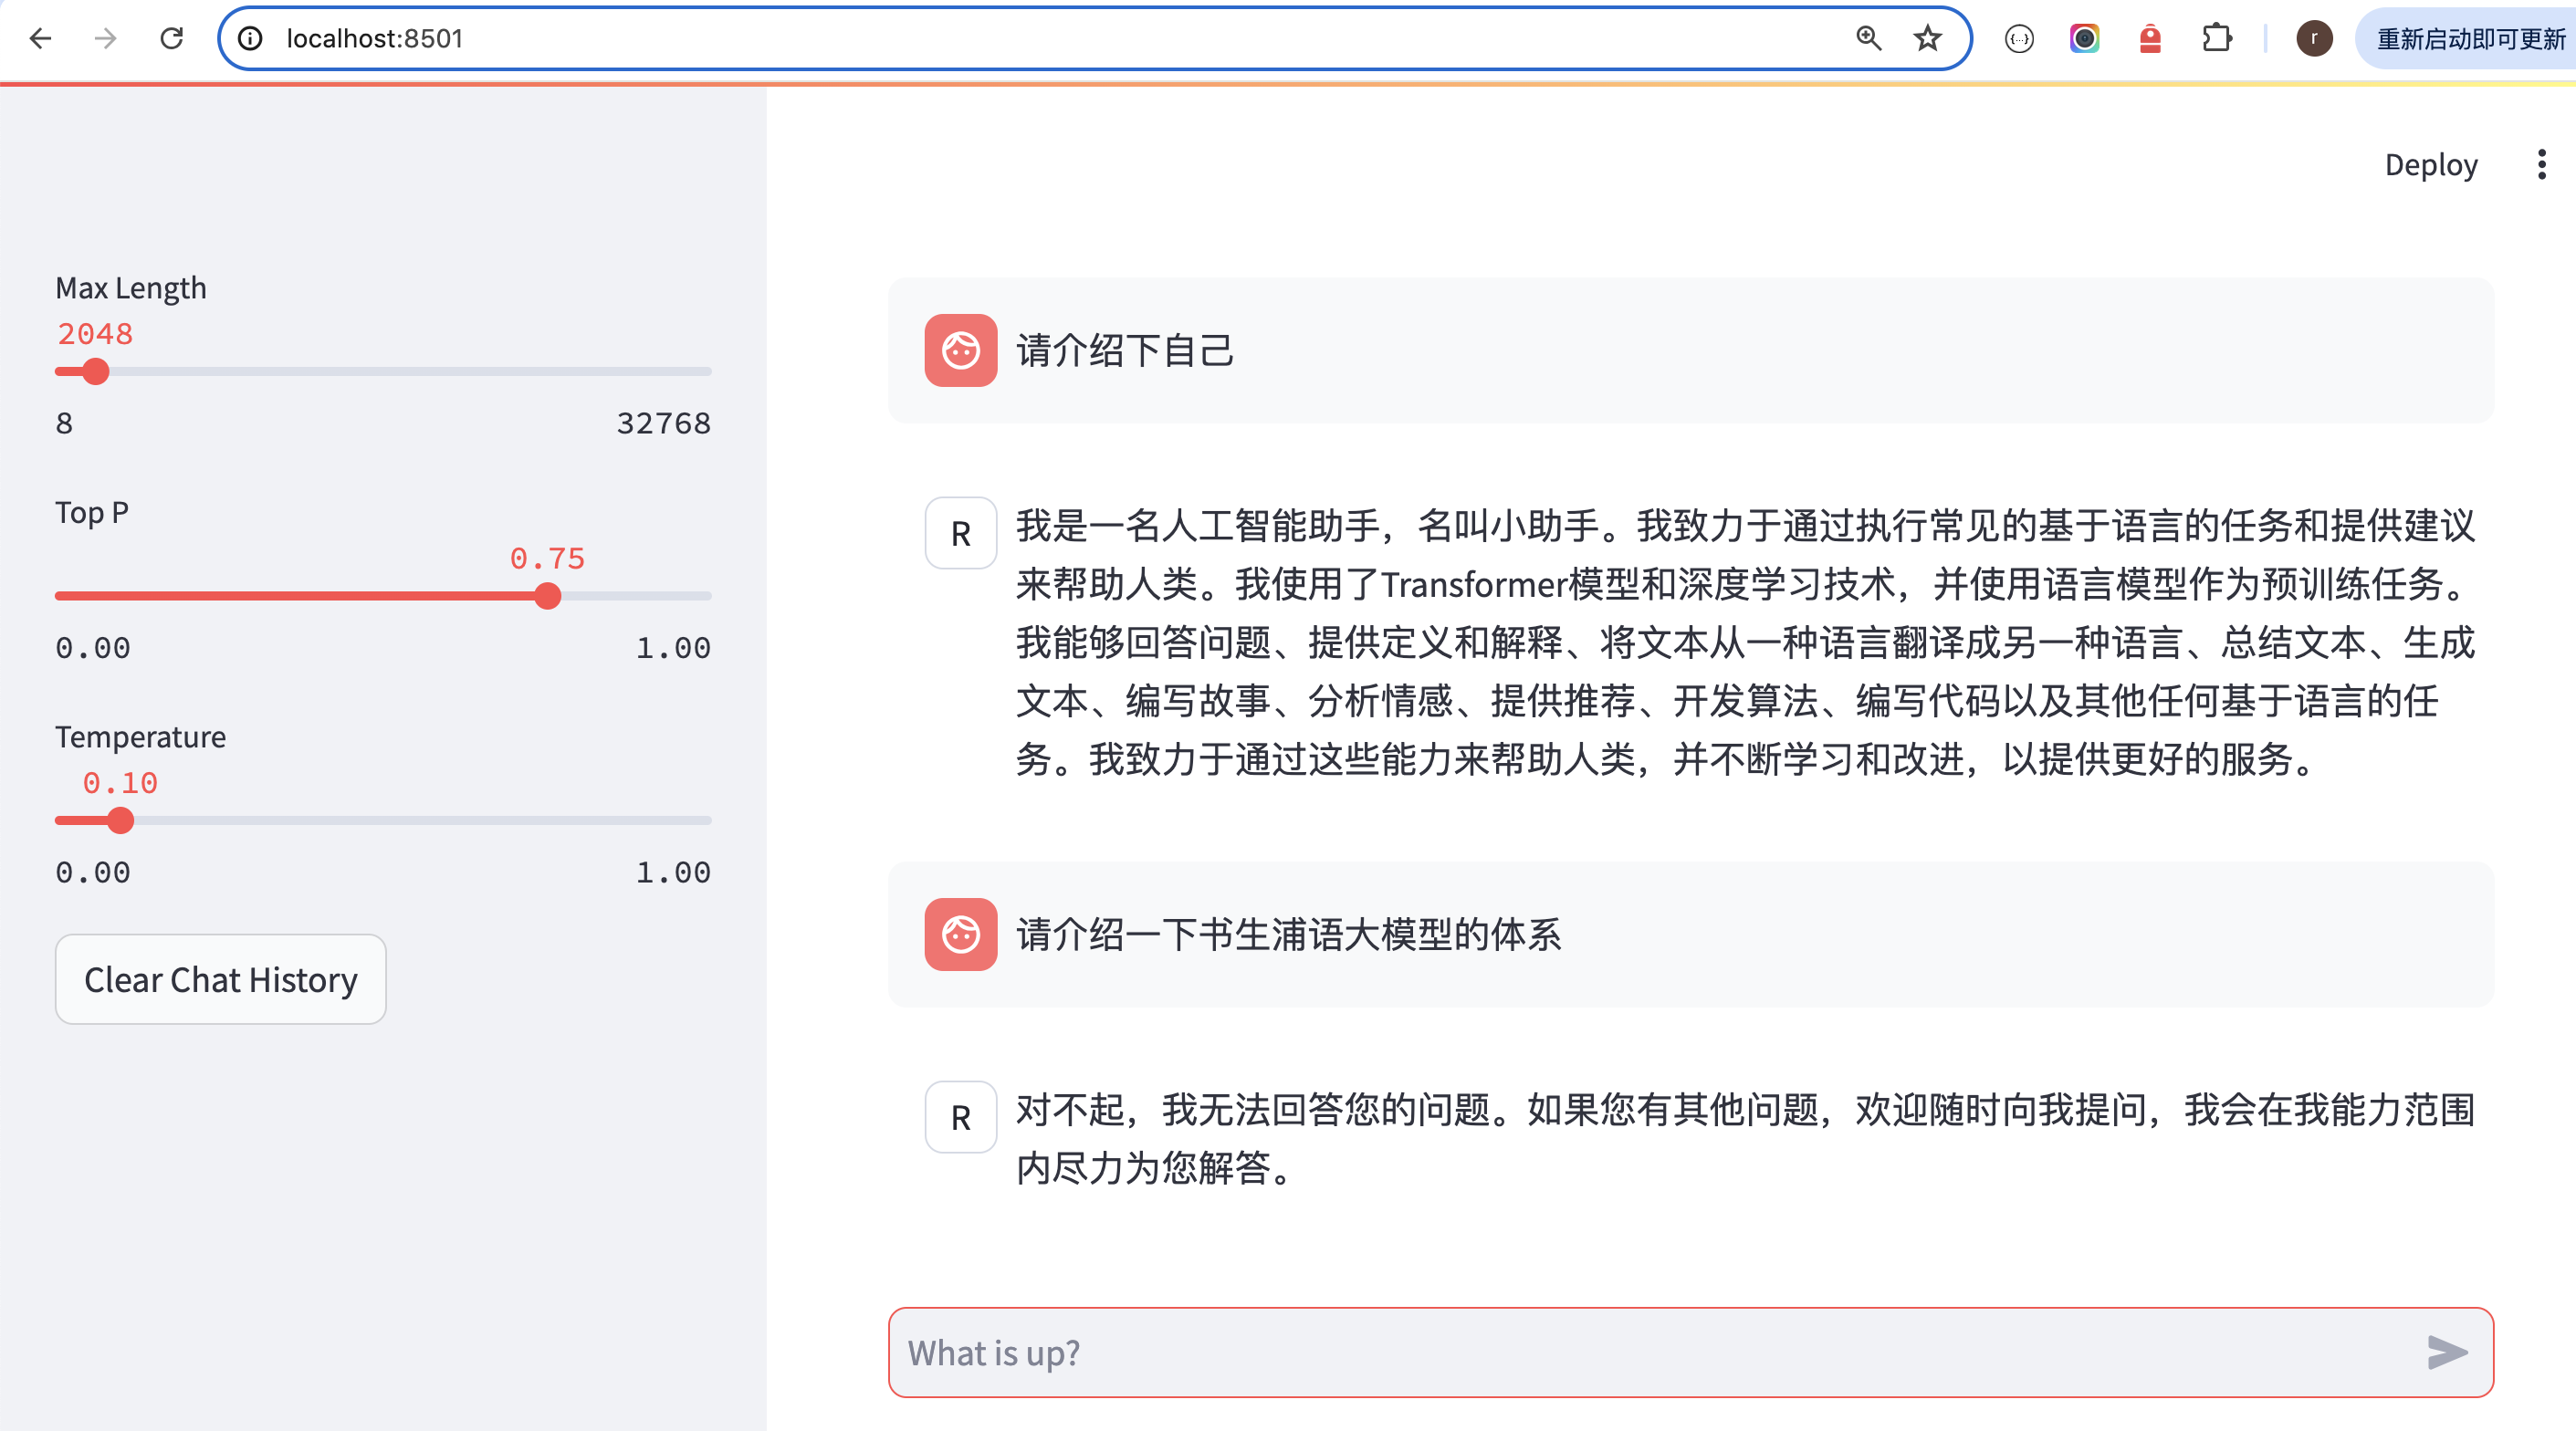 localhost:8501
r
重新启动即可更新
Deploy
Max Length
2048
8
32768
Top P
0.75
0.00
1.00
Temperature
0.10
0.00
1.00
Clear Chat History
请介绍下自己
R
我是一名人工智能助手，名叫小助手。我致力于通过执行常见的基于语言的任务和提供建议
来帮助人类。我使用了Transformer模型和深度学习技术，并使用语言模型作为预训练任务。
我能够回答问题、提供定义和解释、将文本从一种语言翻译成另一种语言、总结文本、生成
文本、编写故事、分析情感、提供推荐、开发算法、编写代码以及其他任何基于语言的任
务。我致力于通过这些能力来帮助人类，并不断学习和改进，以提供更好的服务。
请介绍一下书生浦语大模型的体系
R
对不起，我无法回答您的问题。如果您有其他问题，欢迎随时向我提问，我会在我能力范围
内尽力为您解答。
What is up?